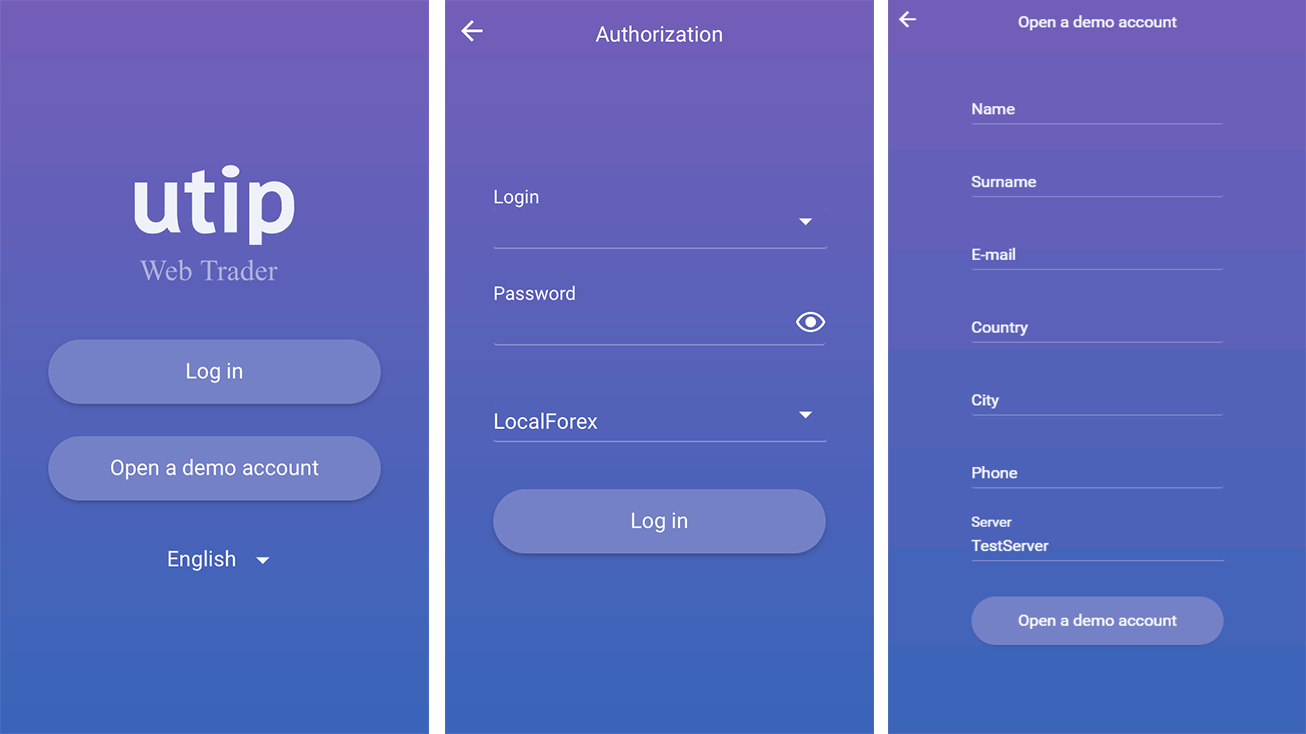 utip
Web Trader
Log in
Open a demo account
English
Authorization
Login
Password
LocalForex
Log in
Open a demo account
Name
Surname
E-mail
Country
City
Phone
Server
TestServer
Open a demo account